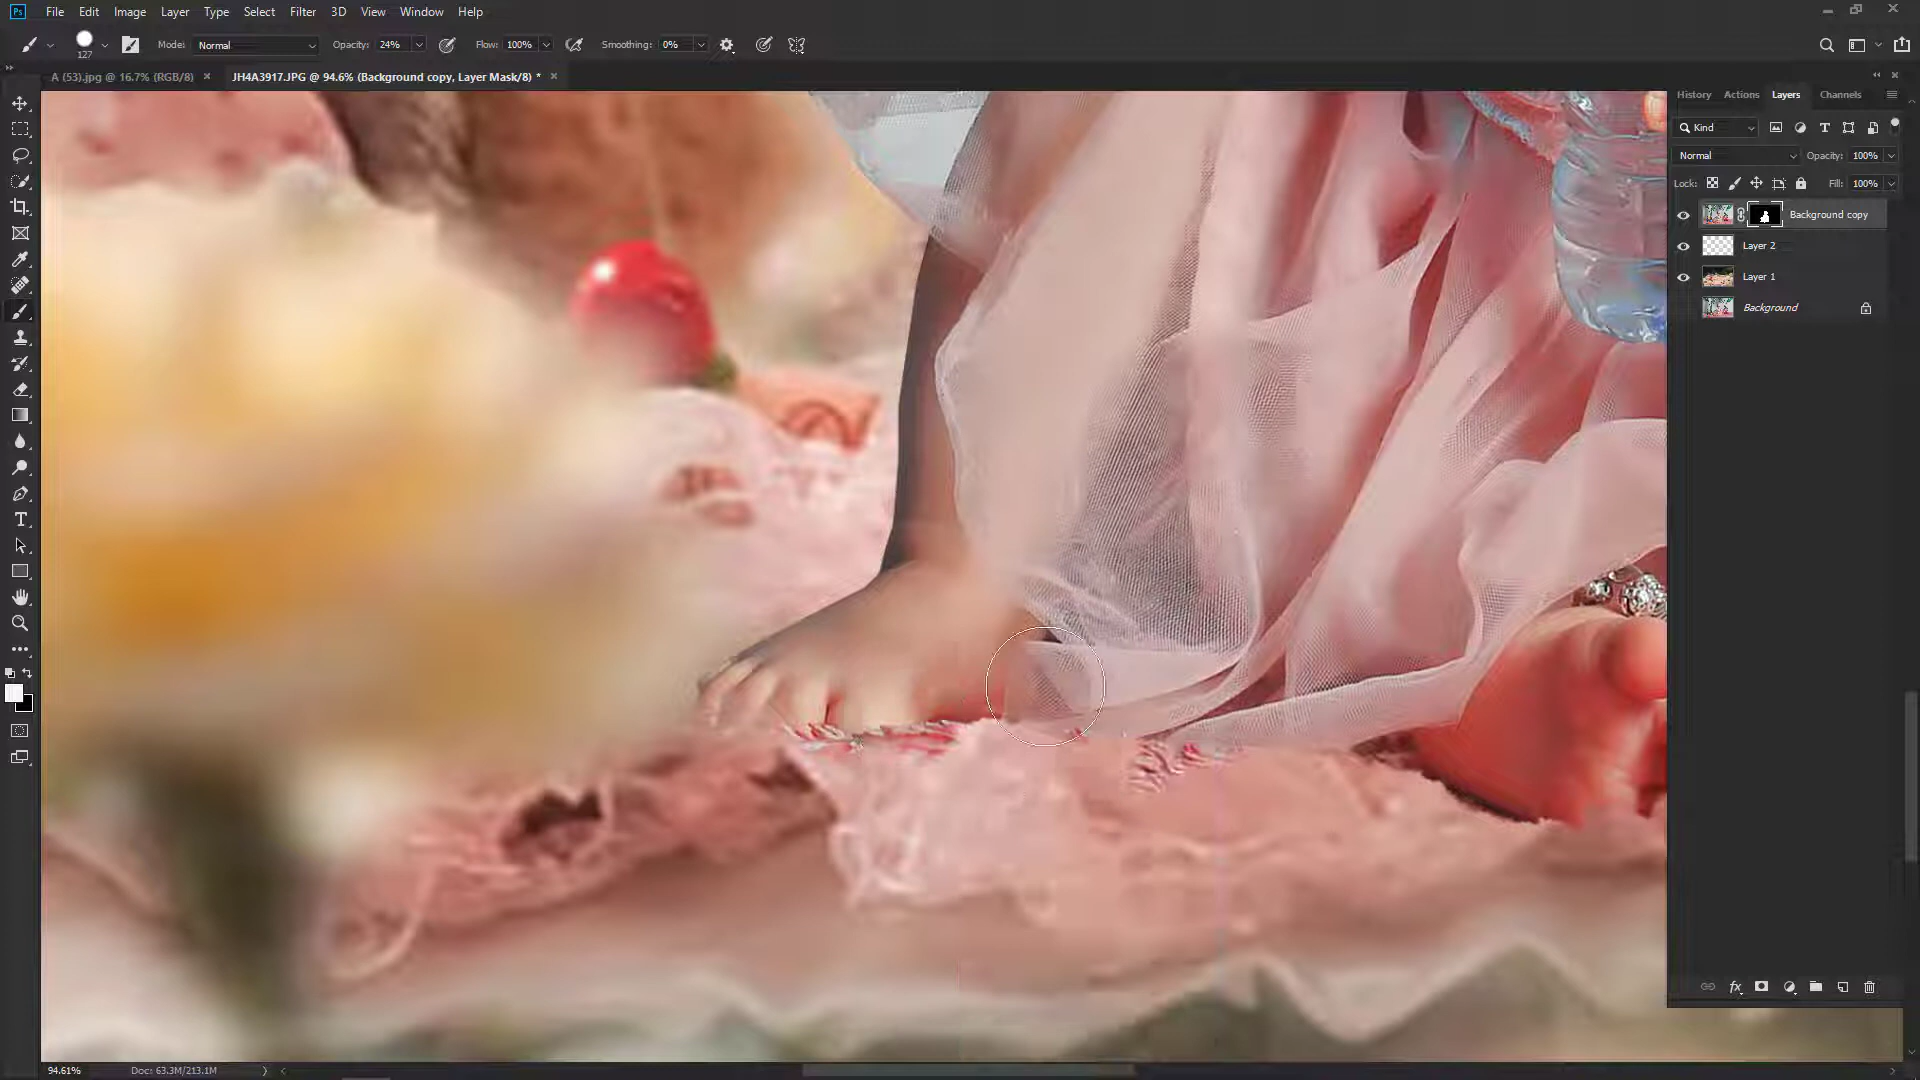 Ps File Edit Image Layer Type Select Filter 3D View Window Help
127 Mode: Normal Opacity: 24% Flow: 100% Smoothing: 0%
A (53).jpg @ 16.7% (RGB/8) × JH4A3917.JPG @ 94.6% (Background copy, Layer Mask/8) * ×
History Actions Layers Channels
Kind
Normal Opacity: 100%
Lock: Fill: 100%
Background copy
Layer 2
Layer 1
Background
94.61% Doc: 63.3M/213.1M